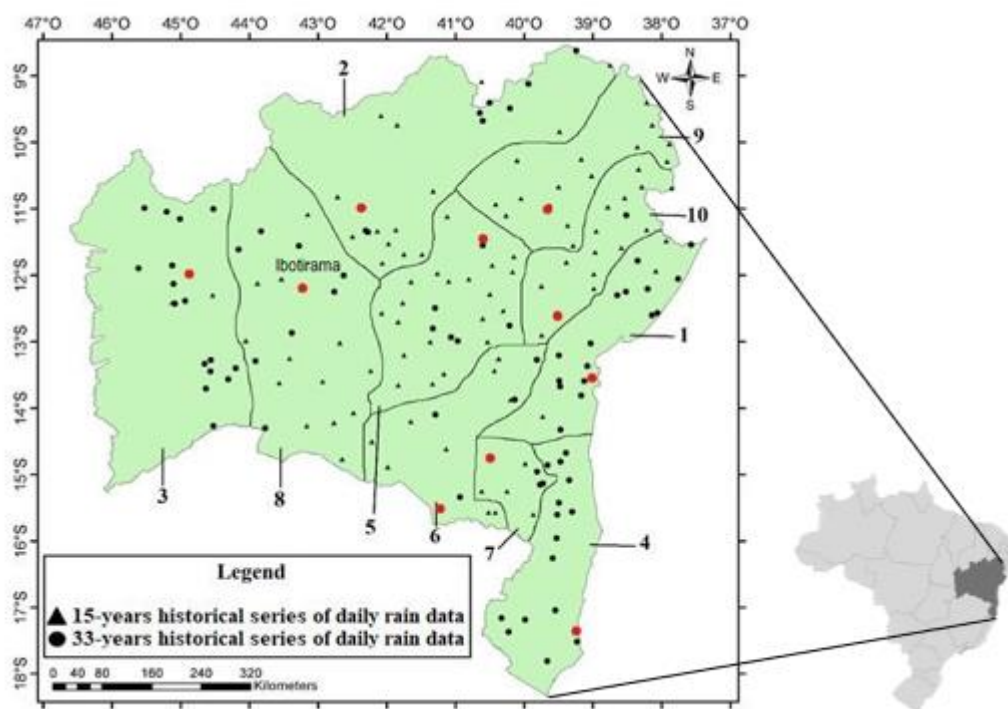 47°O 46° 45° 44° 43° 42° 41° 40° 39° 38° 37°O
N
W E
S
9°S
10°S
11°S
12°S
13°S
14°S
15°S
16°S
17°S
18°S
2
9
10
Ibotirama
1
3
8
5
6
7
4
Legend
15-years historical series of daily rain data
33-years historical series of daily rain data
0 40 80 160 240 320
Kilometers